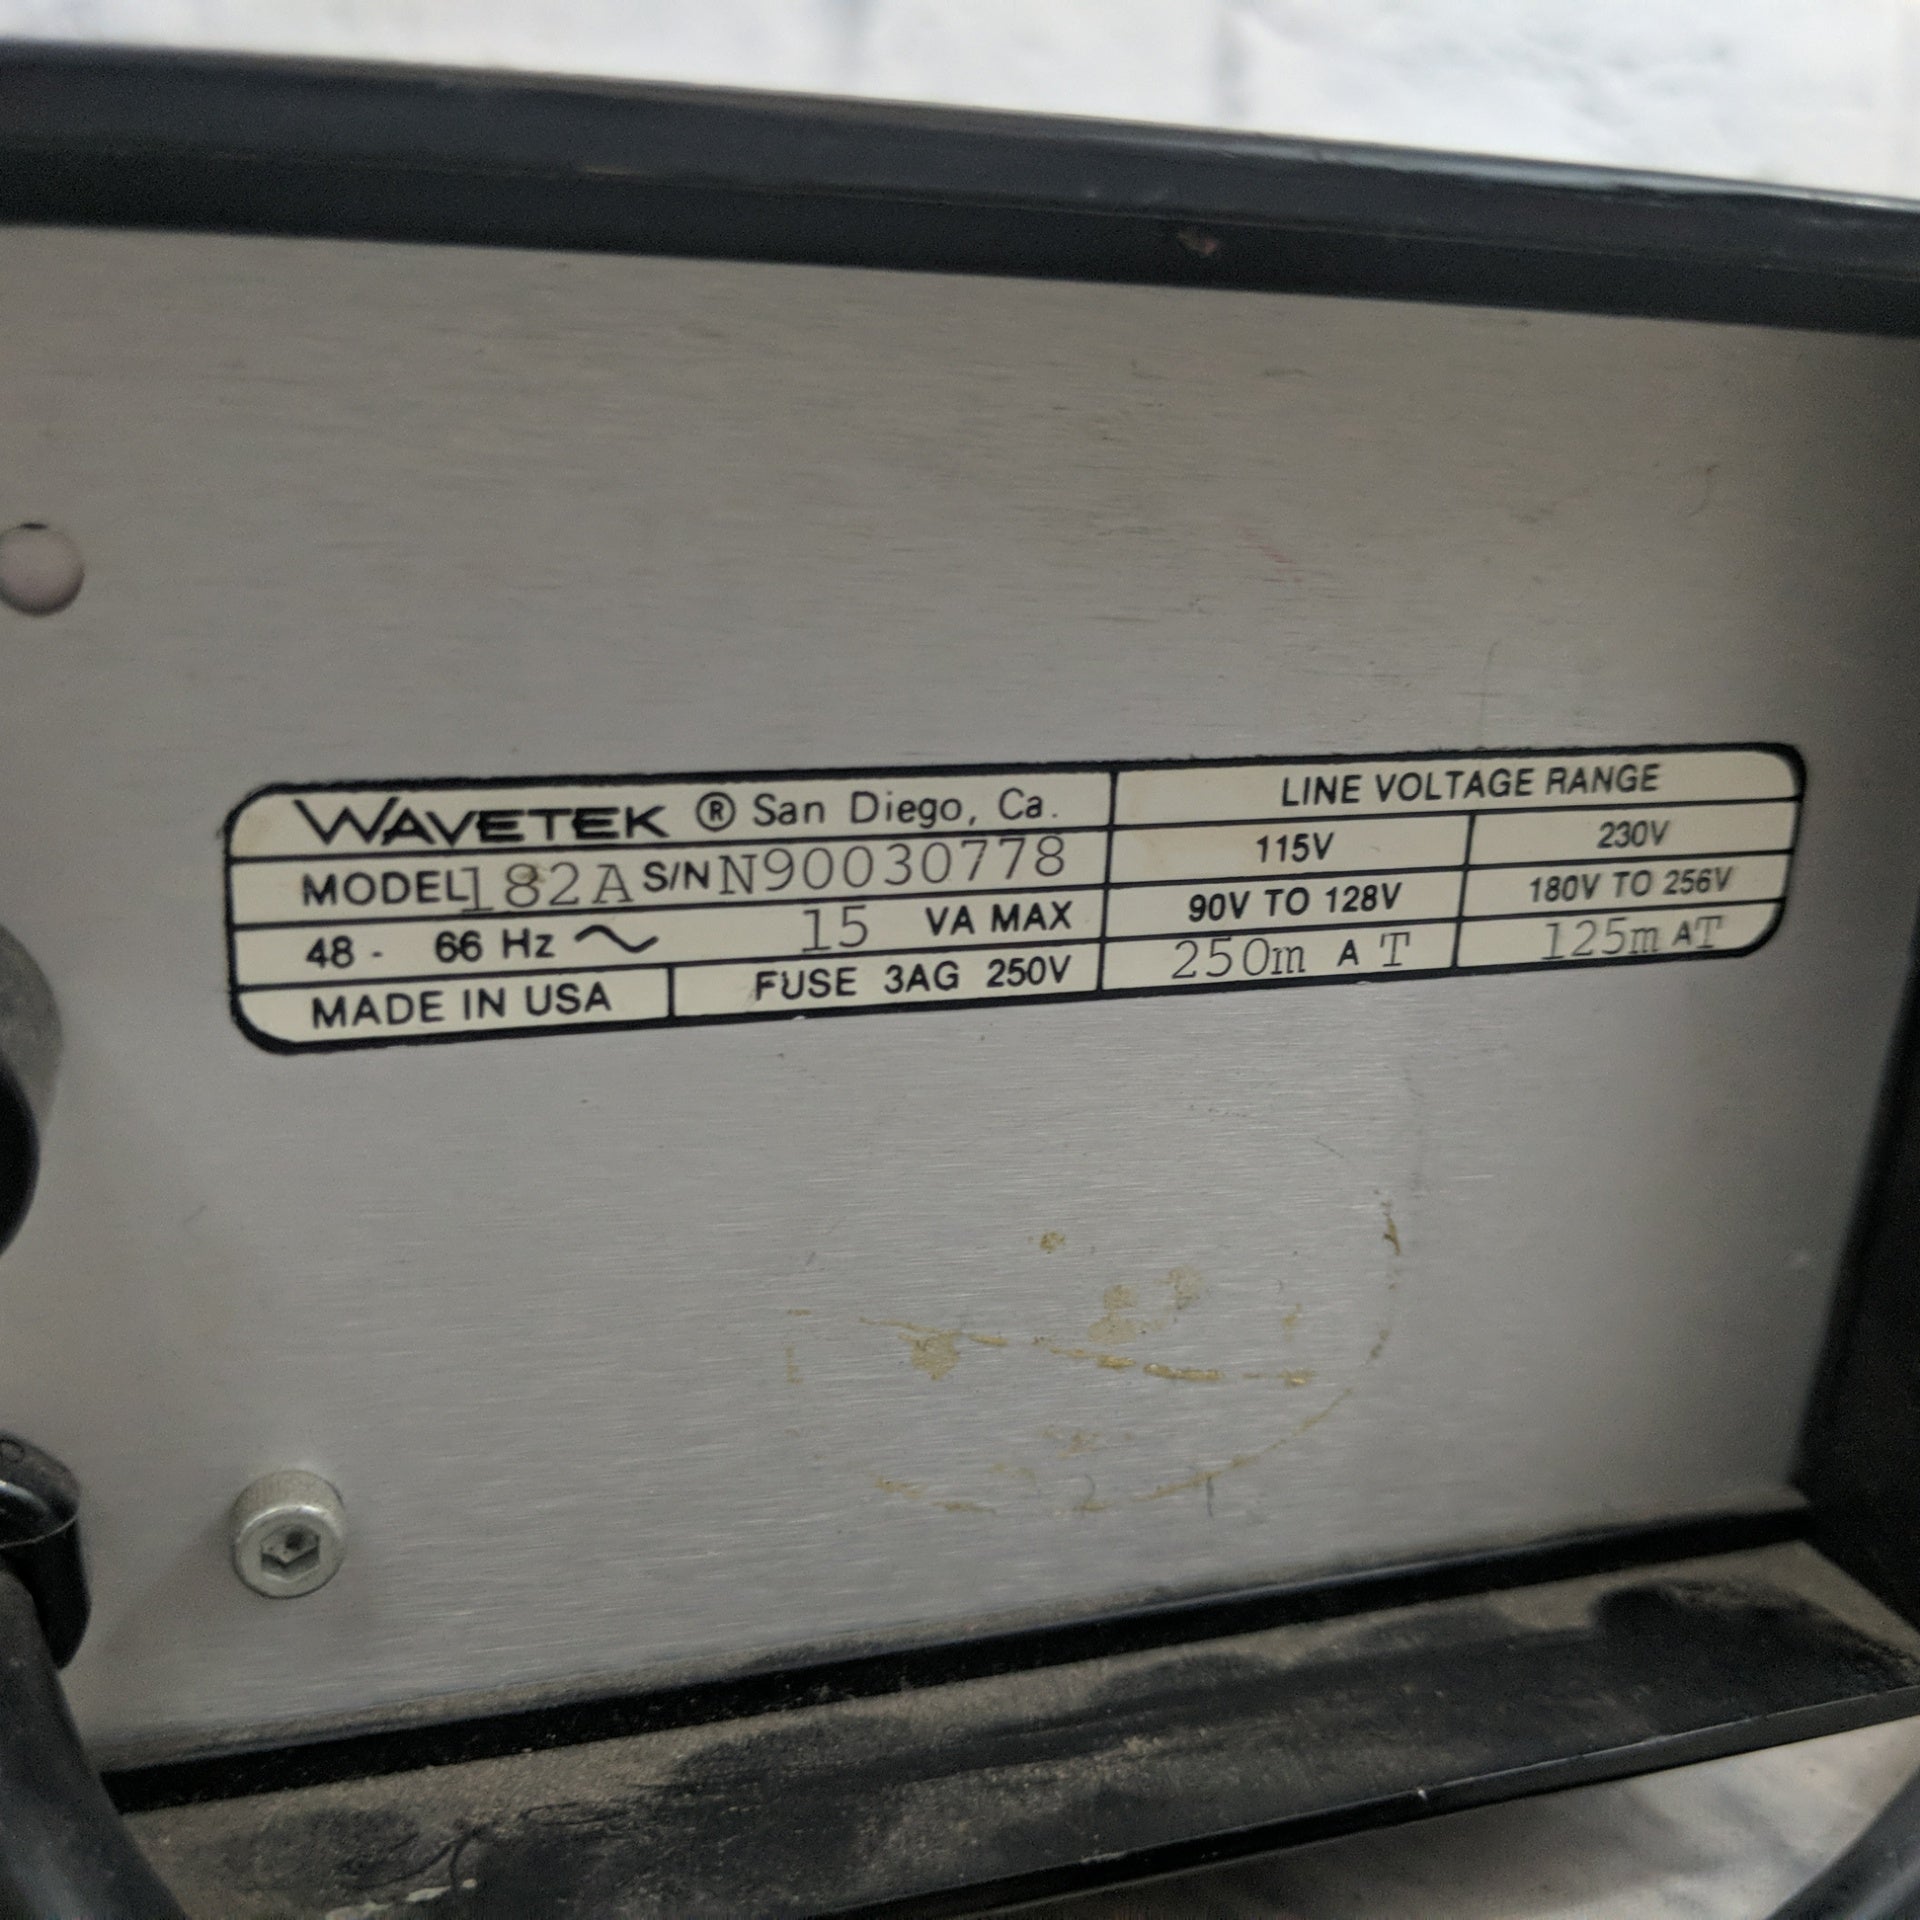 WAVETEK ® San Diego, Ca. LINE VOLTAGE RANGE
MODEL 182A S/N N90030778 115V 230V
48 - 66 Hz ~ 15 VA MAX 90V TO 128V 180V TO 256V
MADE IN USA FUSE 3AG 250V 250m A T 125m AT